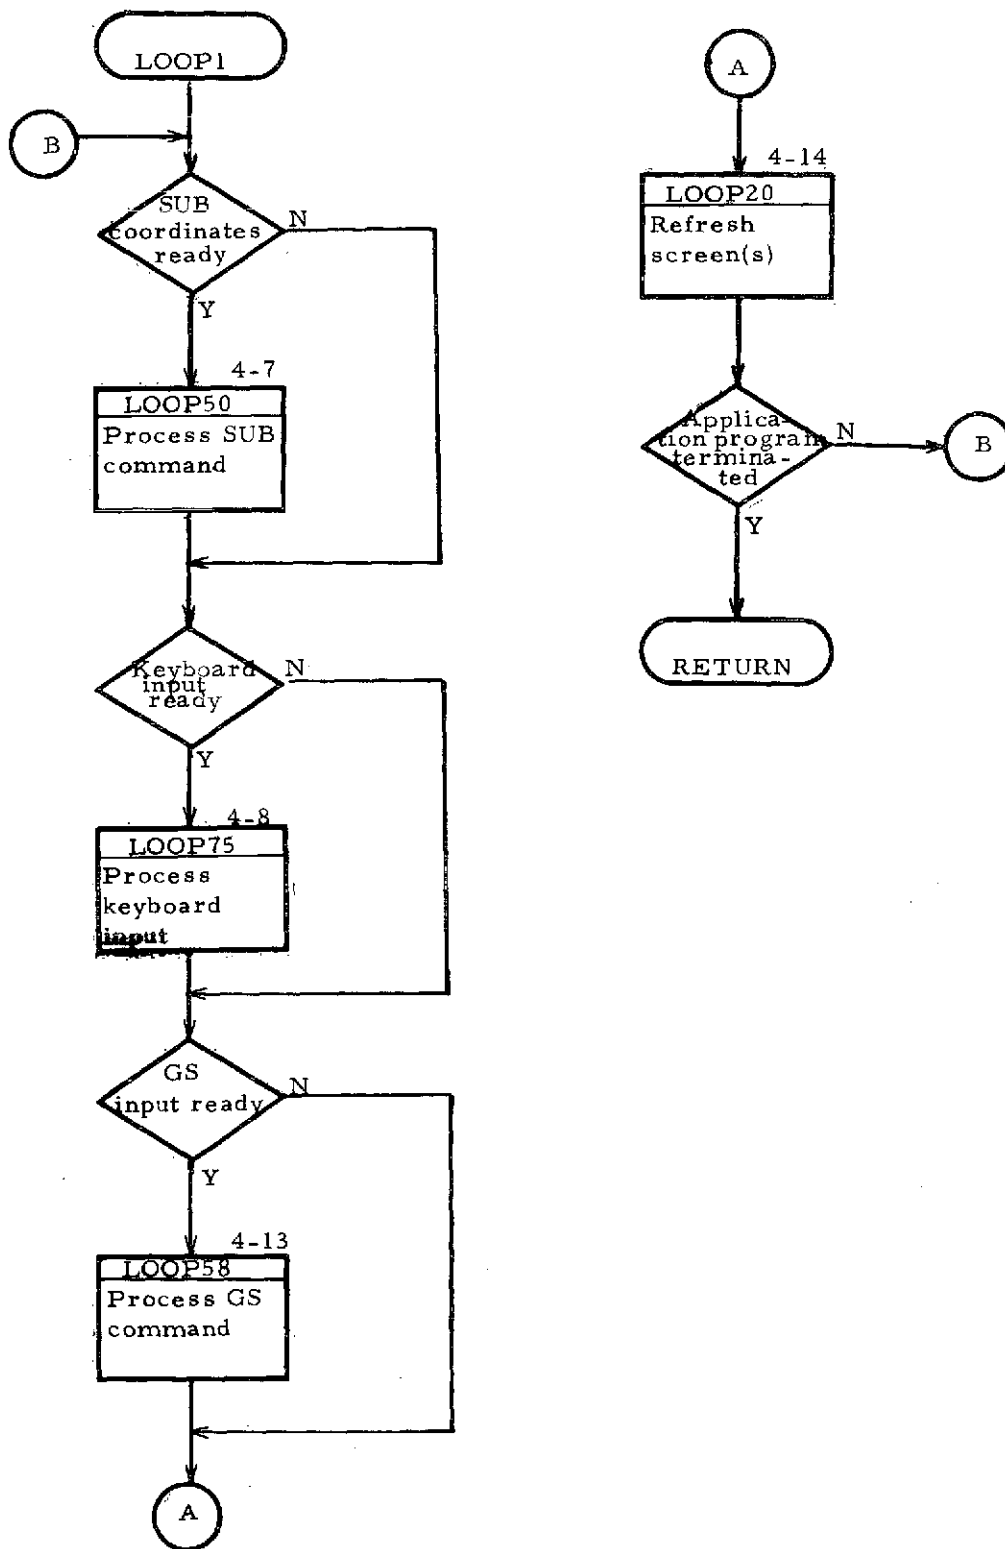 LOOP1
B
SUB
coordinates
ready
N
Y
4-7
LOOP50
Process SUB
command
Keyboard
input
ready
N
Y
4-8
LOOP75
Process
keyboard
input
GS
input ready
N
Y
4-13
LOOP58
Process GS
command
A
A
4-14
LOOP20
Refresh
screen(s)
Applica-
tion program
termina-
ted
N
B
Y
RETURN